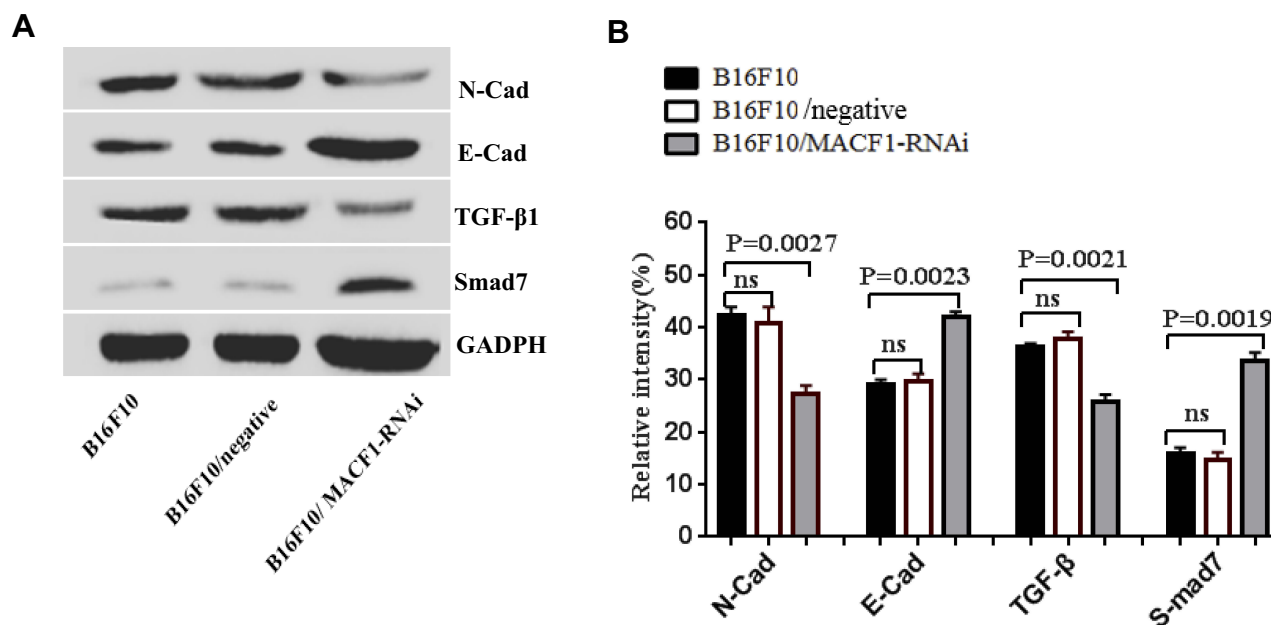 A
N-Cad
E-Cad
TGF-β1
Smad7
GADPH
B16F10
B16F10/negative
B16F10/ MACF1-RNAi
B
B16F10
B16F10 /negative
B16F10/MACF1-RNAi
Relative intensity(%)
60
50
40
30
20
10
0
P=0.0027
ns
P=0.0023
ns
P=0.0021
ns
P=0.0019
ns
N-Cad
E-Cad
TGF-β
S-mad7